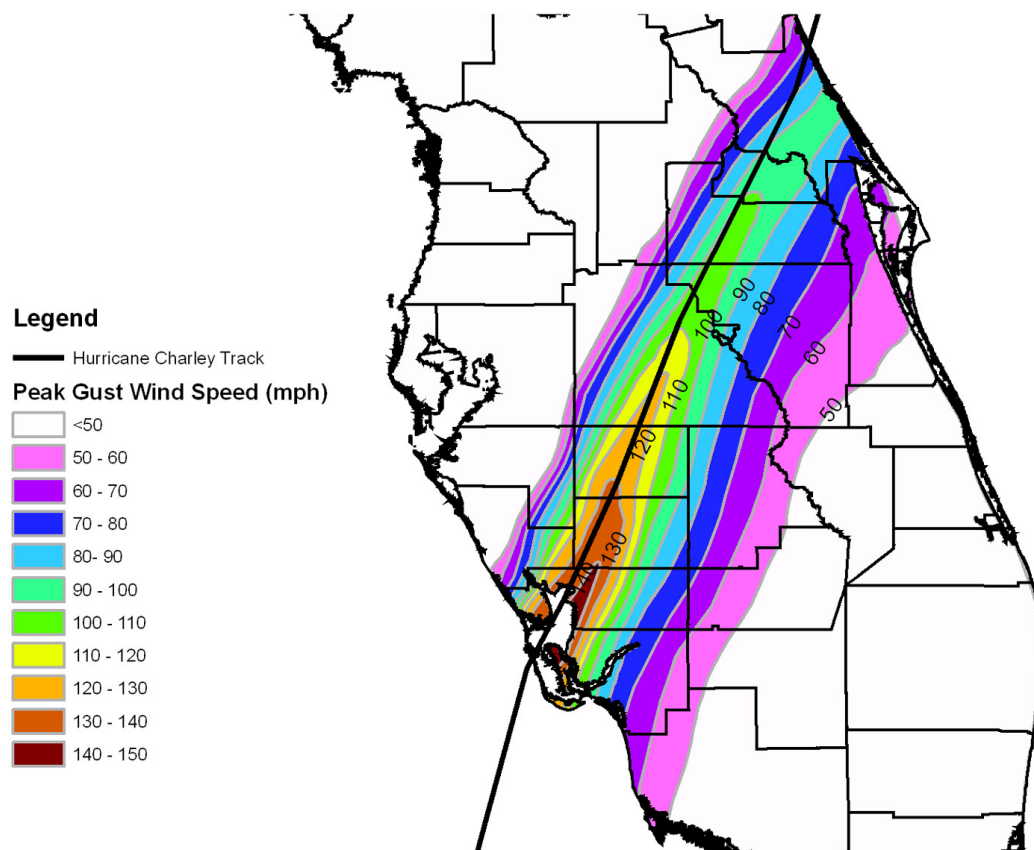 Legend
Hurricane Charley Track
Peak Gust Wind Speed (mph)
<50
50 - 60
60 - 70
70 - 80
80- 90
90 - 100
100 - 110
110 - 120
120 - 130
130 - 140
140 - 150
90
80
100
70
60
110
50
120
130
140